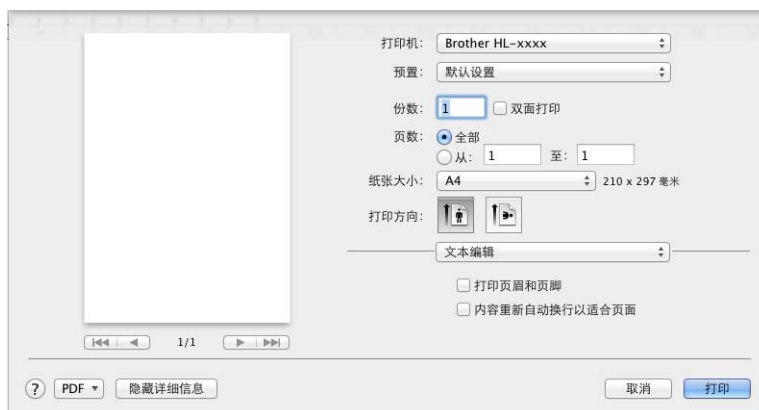 打印机: Brother HL-xxxx
预置: 默认设置
份数: 1 双面打印
页数: 全部
从: 1 至: 1
纸张大小: A4 210 x 297 毫米
打印方向:
文本编辑
打印页眉和页脚
内容重新自动换行以适合页面
1/1
? PDF 隐藏详细信息 取消 打印